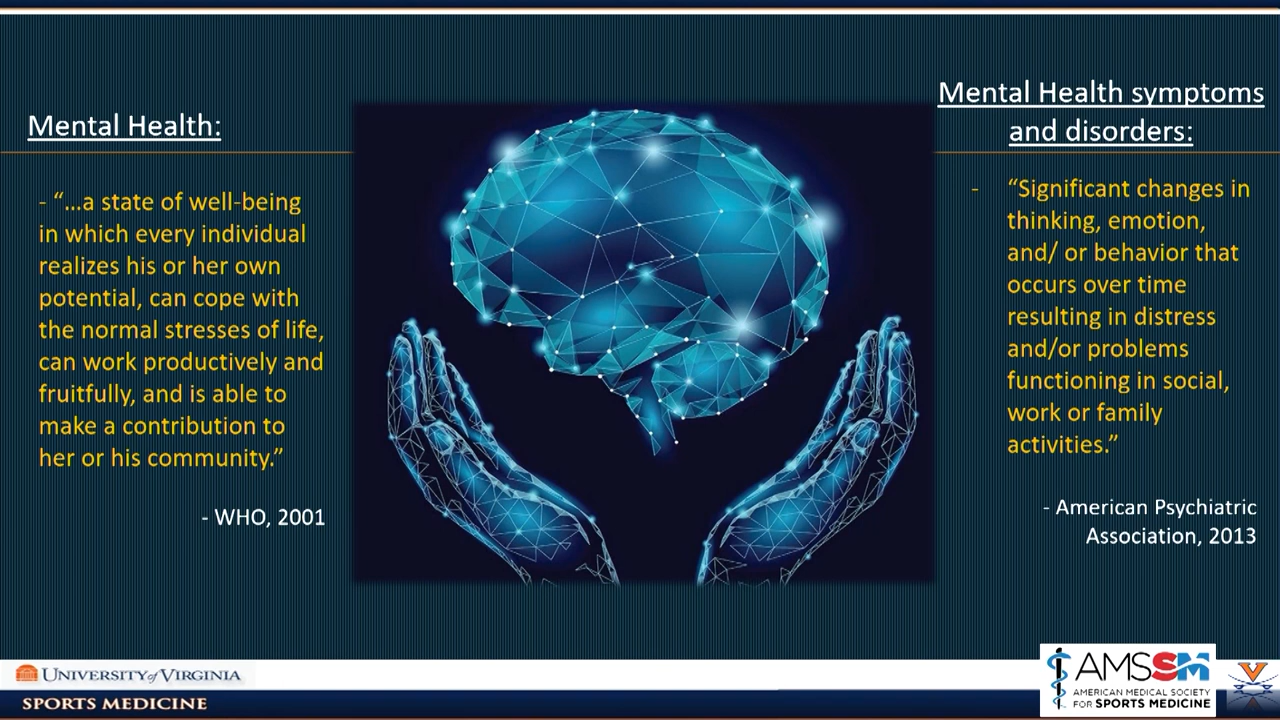 Mental Health:
- “…a state of well-being
in which every individual
realizes his or her own
potential, can cope with
the normal stresses of life,
can work productively and
fruitfully, and is able to
make a contribution to
her or his community.”
- WHO, 2001
Mental Health symptoms
and disorders:
- “Significant changes in
thinking, emotion,
and/ or behavior that
occurs over time
resulting in distress
and/or problems
functioning in social,
work or family
activities.”
- American Psychiatric
Association, 2013
UNIVERSITY of VIRGINIA
SPORTS MEDICINE
AMSSM
AMERICAN MEDICAL SOCIETY
FOR SPORTS MEDICINE